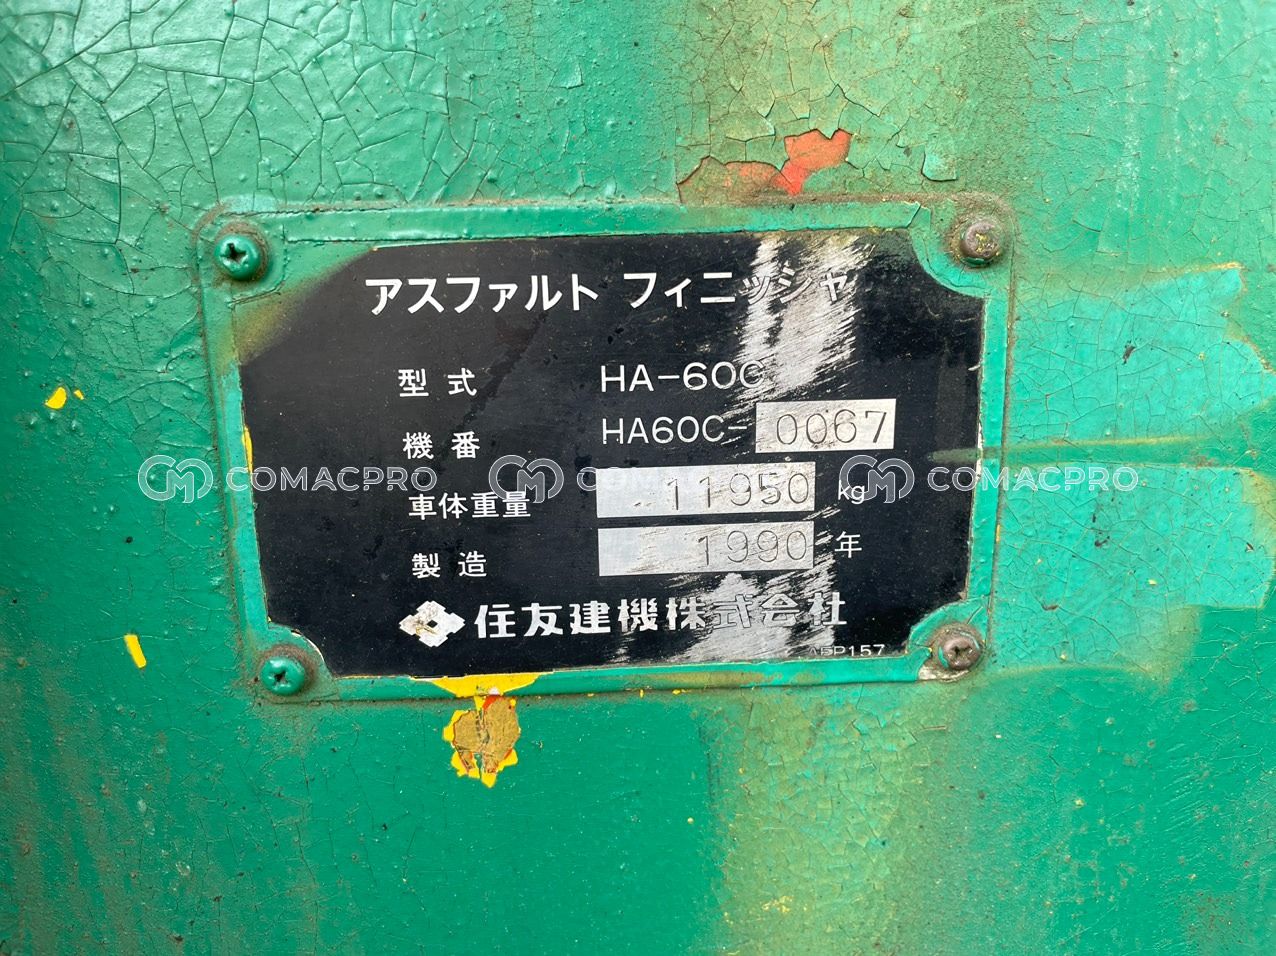 アスファルト フィニッシャ
型式 HA-60C
機番 HA60C-0067
COMACPRO COMACPRO COMACPRO
車体重量 11950 kg
製造 1990 年
住友建機株式会社
A5P157